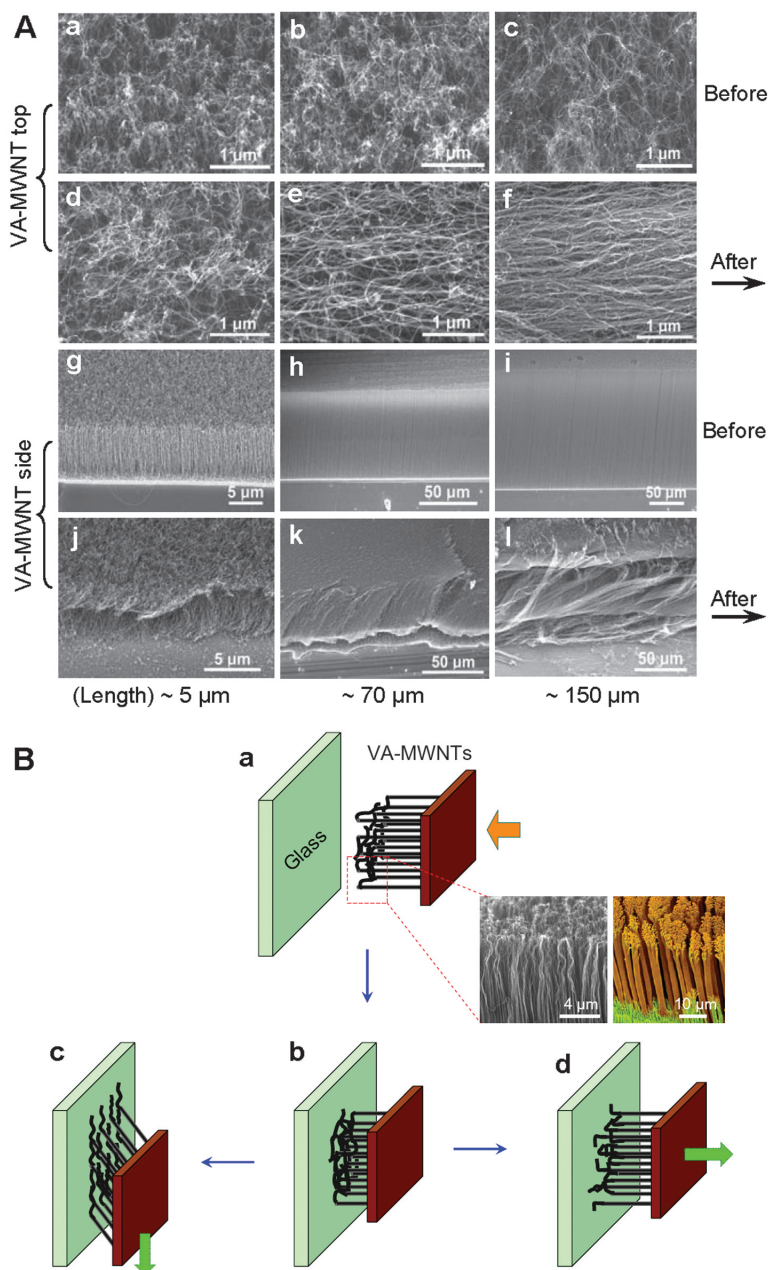 A
VA-MWNT top
a
b
c
Before
1 µm
1 µm
1 µm
d
e
f
After
1 µm
1 µm
1 µm
VA-MWNT side
g
h
i
Before
5 µm
50 µm
50 µm
j
k
l
After
5 µm
50 µm
50 µm
(Length) ~ 5 µm
~ 70 µm
~ 150 µm
B
a
VA-MWNTs
Glass
4 µm
10 µm
c
b
d